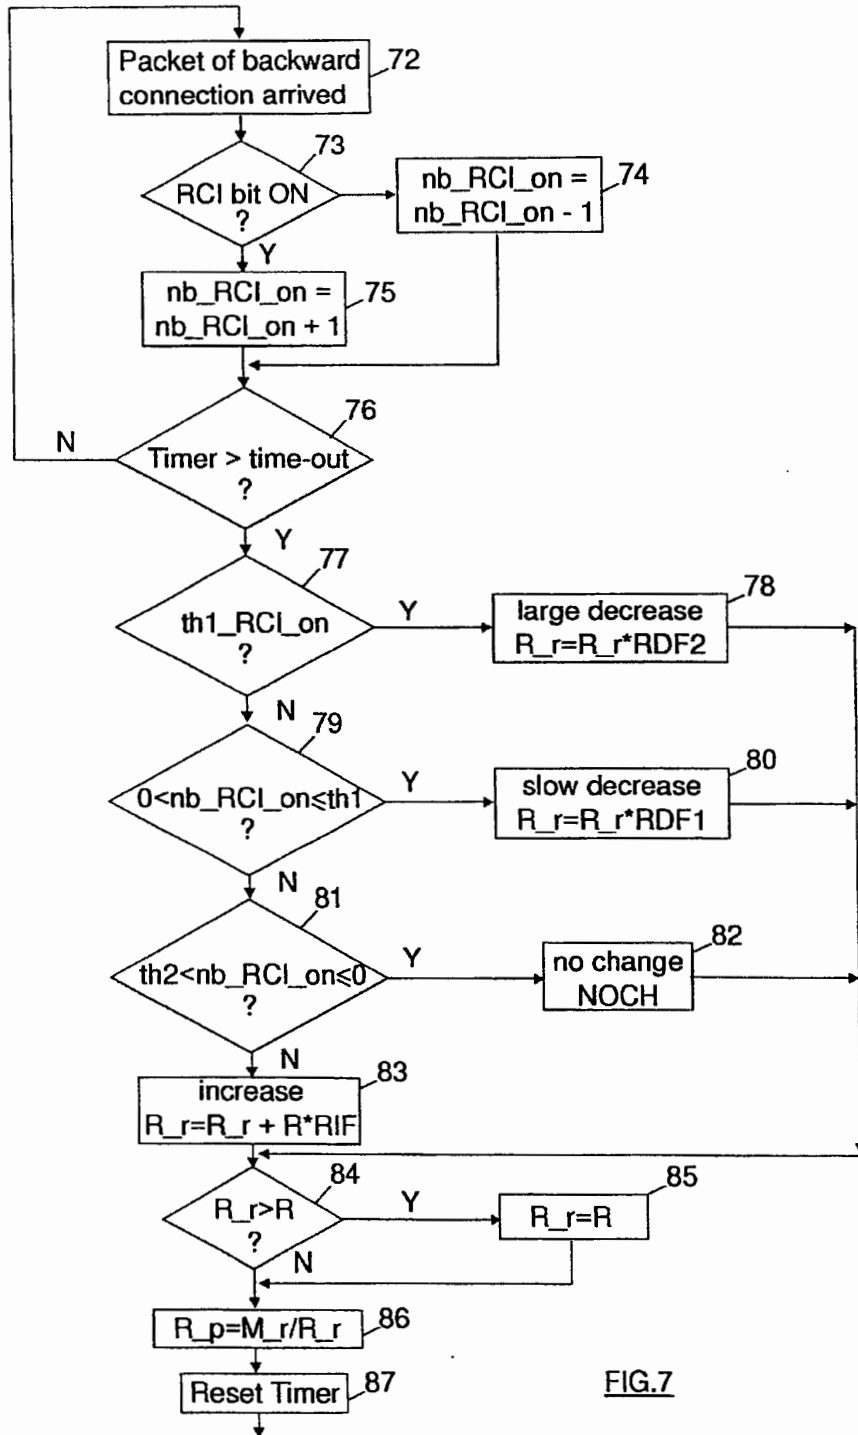 Packet of backward
connection arrived
72
73
RCI bit ON
?
nb_RCI_on =
nb_RCI_on - 1
74
Y
nb_RCI_on =
nb_RCI_on + 1
75
76
N
Timer > time-out
?
Y
77
th1_RCI_on
?
Y
large decrease
R_r=R_r*RDF2
78
N
79
0<nb_RCI_on≤th1
?
Y
slow decrease
R_r=R_r*RDF1
80
N
81
th2<nb_RCI_on≤0
?
Y
no change
NOCH
82
N
increase
R_r=R_r + R*RIF
83
84
R_r>R
?
Y
R_r=R
85
N
R_p=M_r/R_r
86
Reset Timer
87
FIG.7